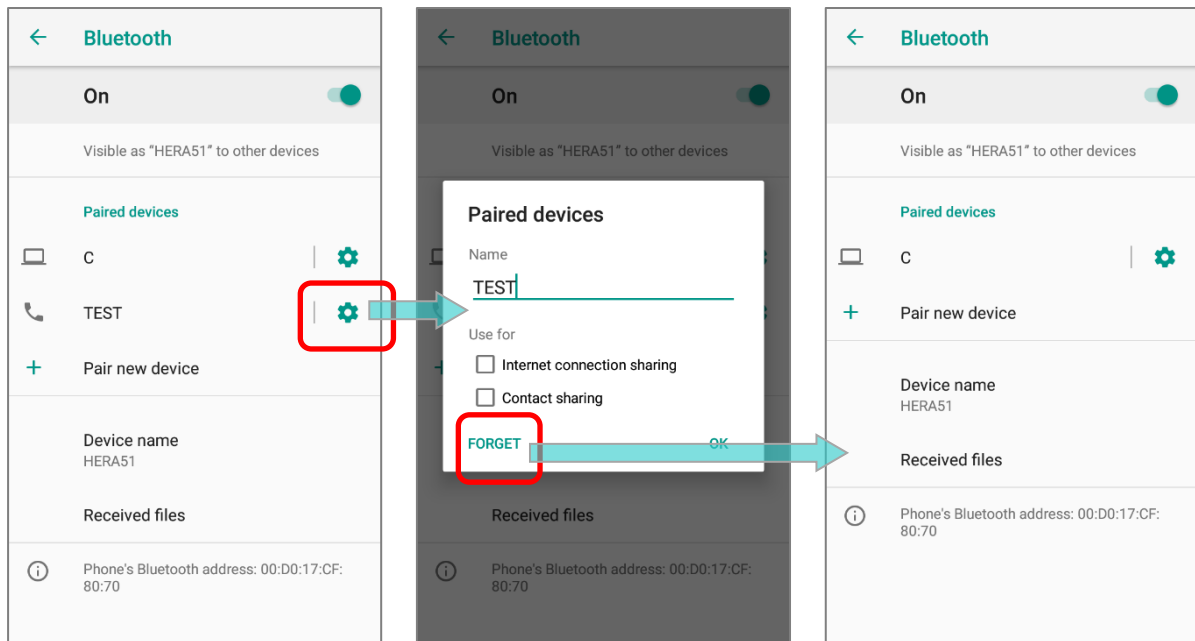 Bluetooth
On
Visible as "HERA51" to other devices
Paired devices
C
TEST
Pair new device
Device name
HERA51
Received files
Phone's Bluetooth address: 00:D0:17:CF:
80:70
Bluetooth
On
Visible as "HERA51" to other devices
Paired devices
Name
TEST
Use for
Internet connection sharing
Contact sharing
FORGET
OK
Received files
Phone's Bluetooth address: 00:D0:17:CF:
80:70
Bluetooth
On
Visible as "HERA51" to other devices
Paired devices
C
Pair new device
Device name
HERA51
Received files
Phone's Bluetooth address: 00:D0:17:CF:
80:70